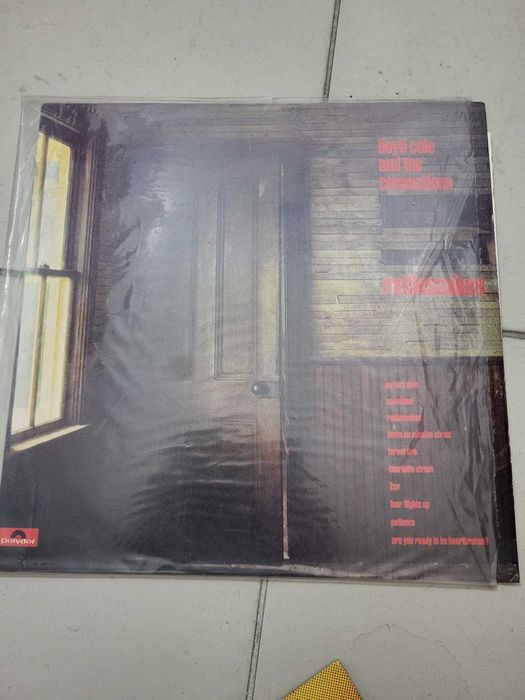 lloyd cole
and the
commotions
rattlesnakes
perfect skin
speedboat
rattlesnakes
down on mission street
forest fire
charlotte street
2cv
four flights up
patience
are you ready to be heartbroken?
polydor